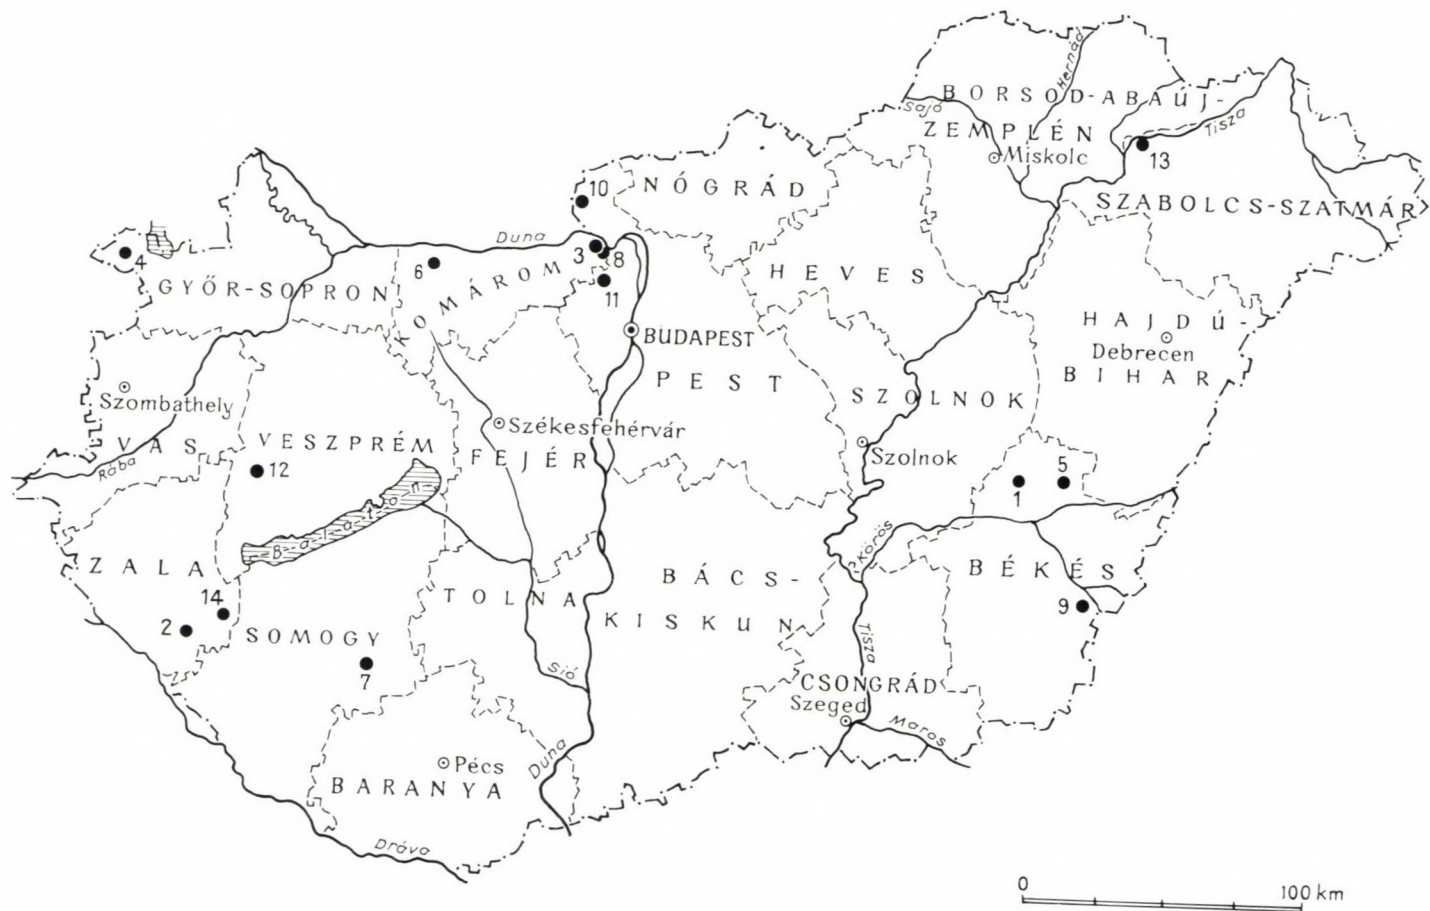 Hernád
BORSOD-ABAÚJ-
Sajó
ZEMPLÉN
Tisza
Miskolc
13
10
NÓGRÁD
SZABOLCS-SZATMÁR
Duna
3
8
4
6
HEVES
GYŐR-SOPRON
KOMÁROM
11
HAJDÚ-
BUDAPEST
Debrecen
PEST
BIHAR
Szombathely
SZOLNOK
Székesfehérvár
VAS
VESZPRÉM
FEJÉR
Szolnok
Rába
12
5
1
Balaton
Körös
ZALA
BÁCS-
BÉKÉS
14
TOLNA
9
2
SOMOGY
KISKUN
Tisza
7
Sió
CSONGRÁD
Szeged
Maros
Duna
Pécs
BARANYA
Dráva
0
100 km